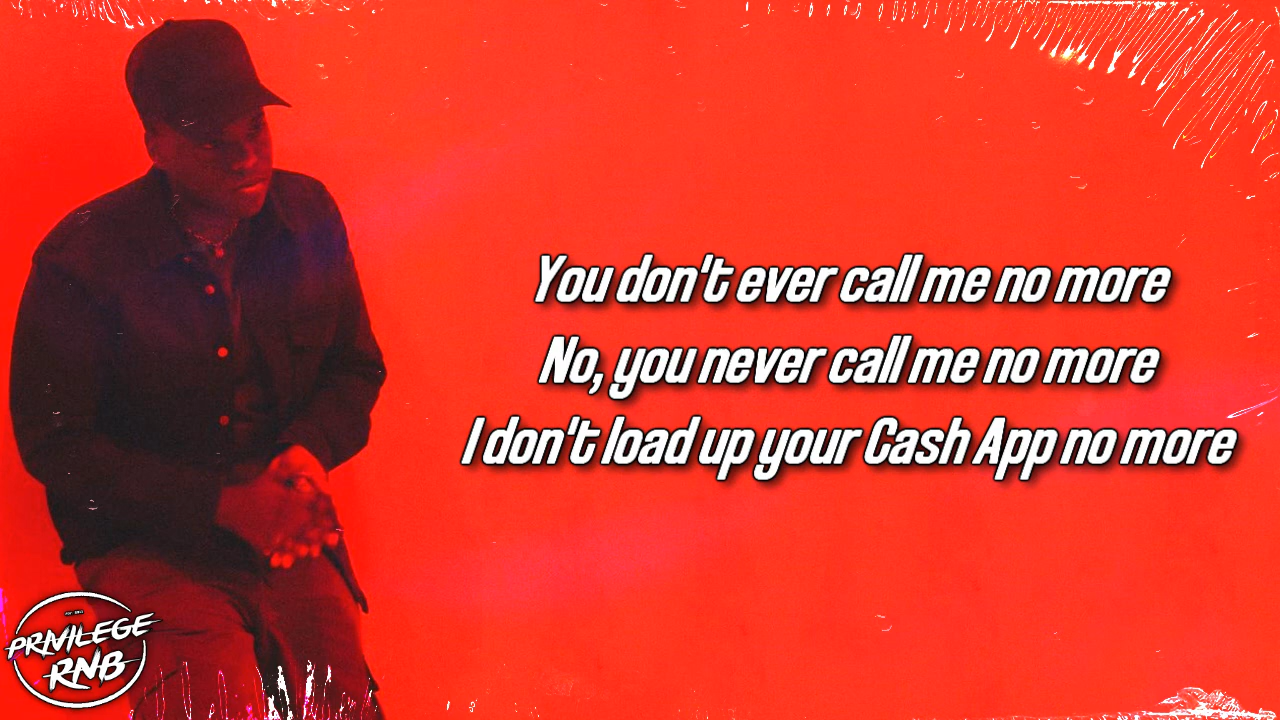 You don't ever call me no more
No, you never call me no more
I don't load up your Cash App no more
PRIVILEGE
RNB